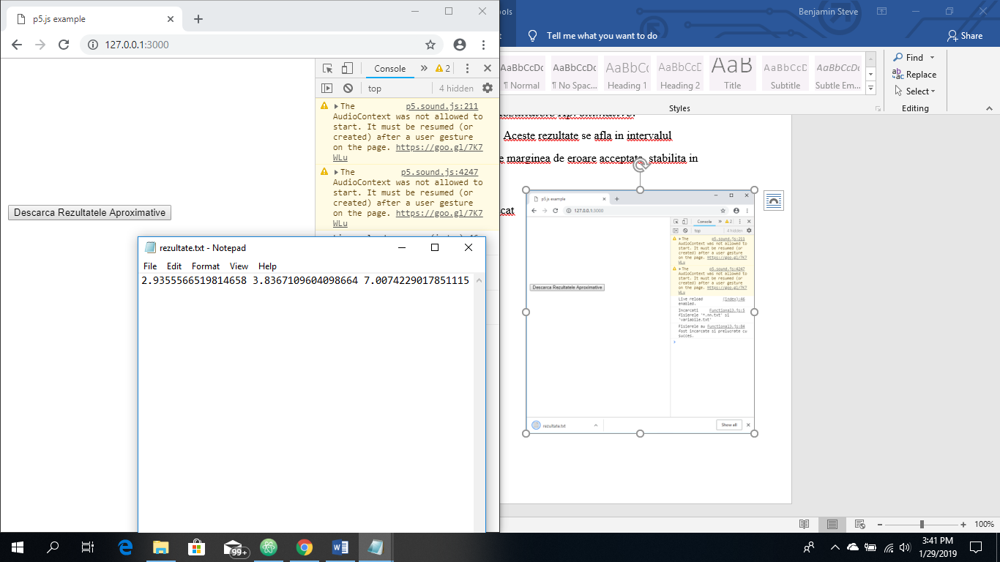 p5.js example
127.0.0.1:3000
Console
2
top
4 hidden
The p5.sound.js:211
AudioContext was not allowed to
start. It must be resumed (or
created) after a user gesture
on the page. https://goo.gl/7K7
WLu
The p5.sound.js:4247
AudioContext was not allowed to
start. It must be resumed (or
created) after a user gesture
on the page. https://goo.gl/7K7
WLu
Descarca Rezultatele Aproximative
rezultate.txt - Notepad
File Edit Format View Help
2.9355566519814658 3.8367109604098664 7.0074229017851115
ols
Benjamin Steve
Tell me what you want to do
Share
AaBbCcDc AaBbCcDc AaBbCc AaBbCcD AaB AaBbCcD AaBbCcDc
¶ Normal ¶ No Spac... Heading 1 Heading 2 Title Subtitle Subtle Em...
Styles
Find
Replace
Select
Editing
Aceste rezultate se afla in intervalul
e marginea de eroare acceptata, stabilita in
cat
p5.js example
127.0.0.1:3000
Console
2
top
4 hidden
The p5.sound.js:211
AudioContext was not allowed to
start. It must be resumed (or
created) after a user gesture
on the page. https://goo.gl/7K7
WLu
The p5.sound.js:4247
AudioContext was not allowed to
start. It must be resumed (or
created) after a user gesture
on the page. https://goo.gl/7K7
WLu
Live reload (index):46
enabled.
Incarcati Functional3.js:5
fisierele '*.nn.txt' si
'variabile.txt'
Fisierele au Functional3.js:84
fost incarcate si prelucrate cu
succes.
Descarca Rezultatele Aproximative
rezultate.txt
Show all
100%
99+
3:41 PM
1/29/2019